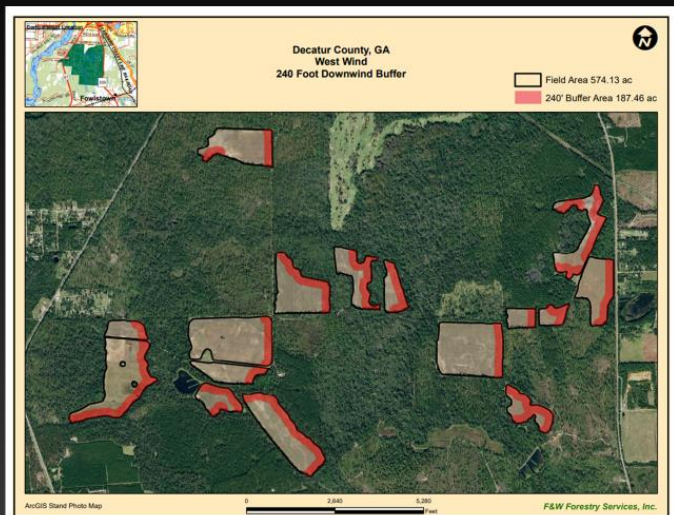 Decatur County, GA
West Wind
240 Foot Downwind Buffer
N
Field Area 574.13 ac
240' Buffer Area 187.46 ac
Fowlstown
ArcGIS Stand Photo Map
0 2,640 5,280
Feet
F&W Forestry Services, Inc.